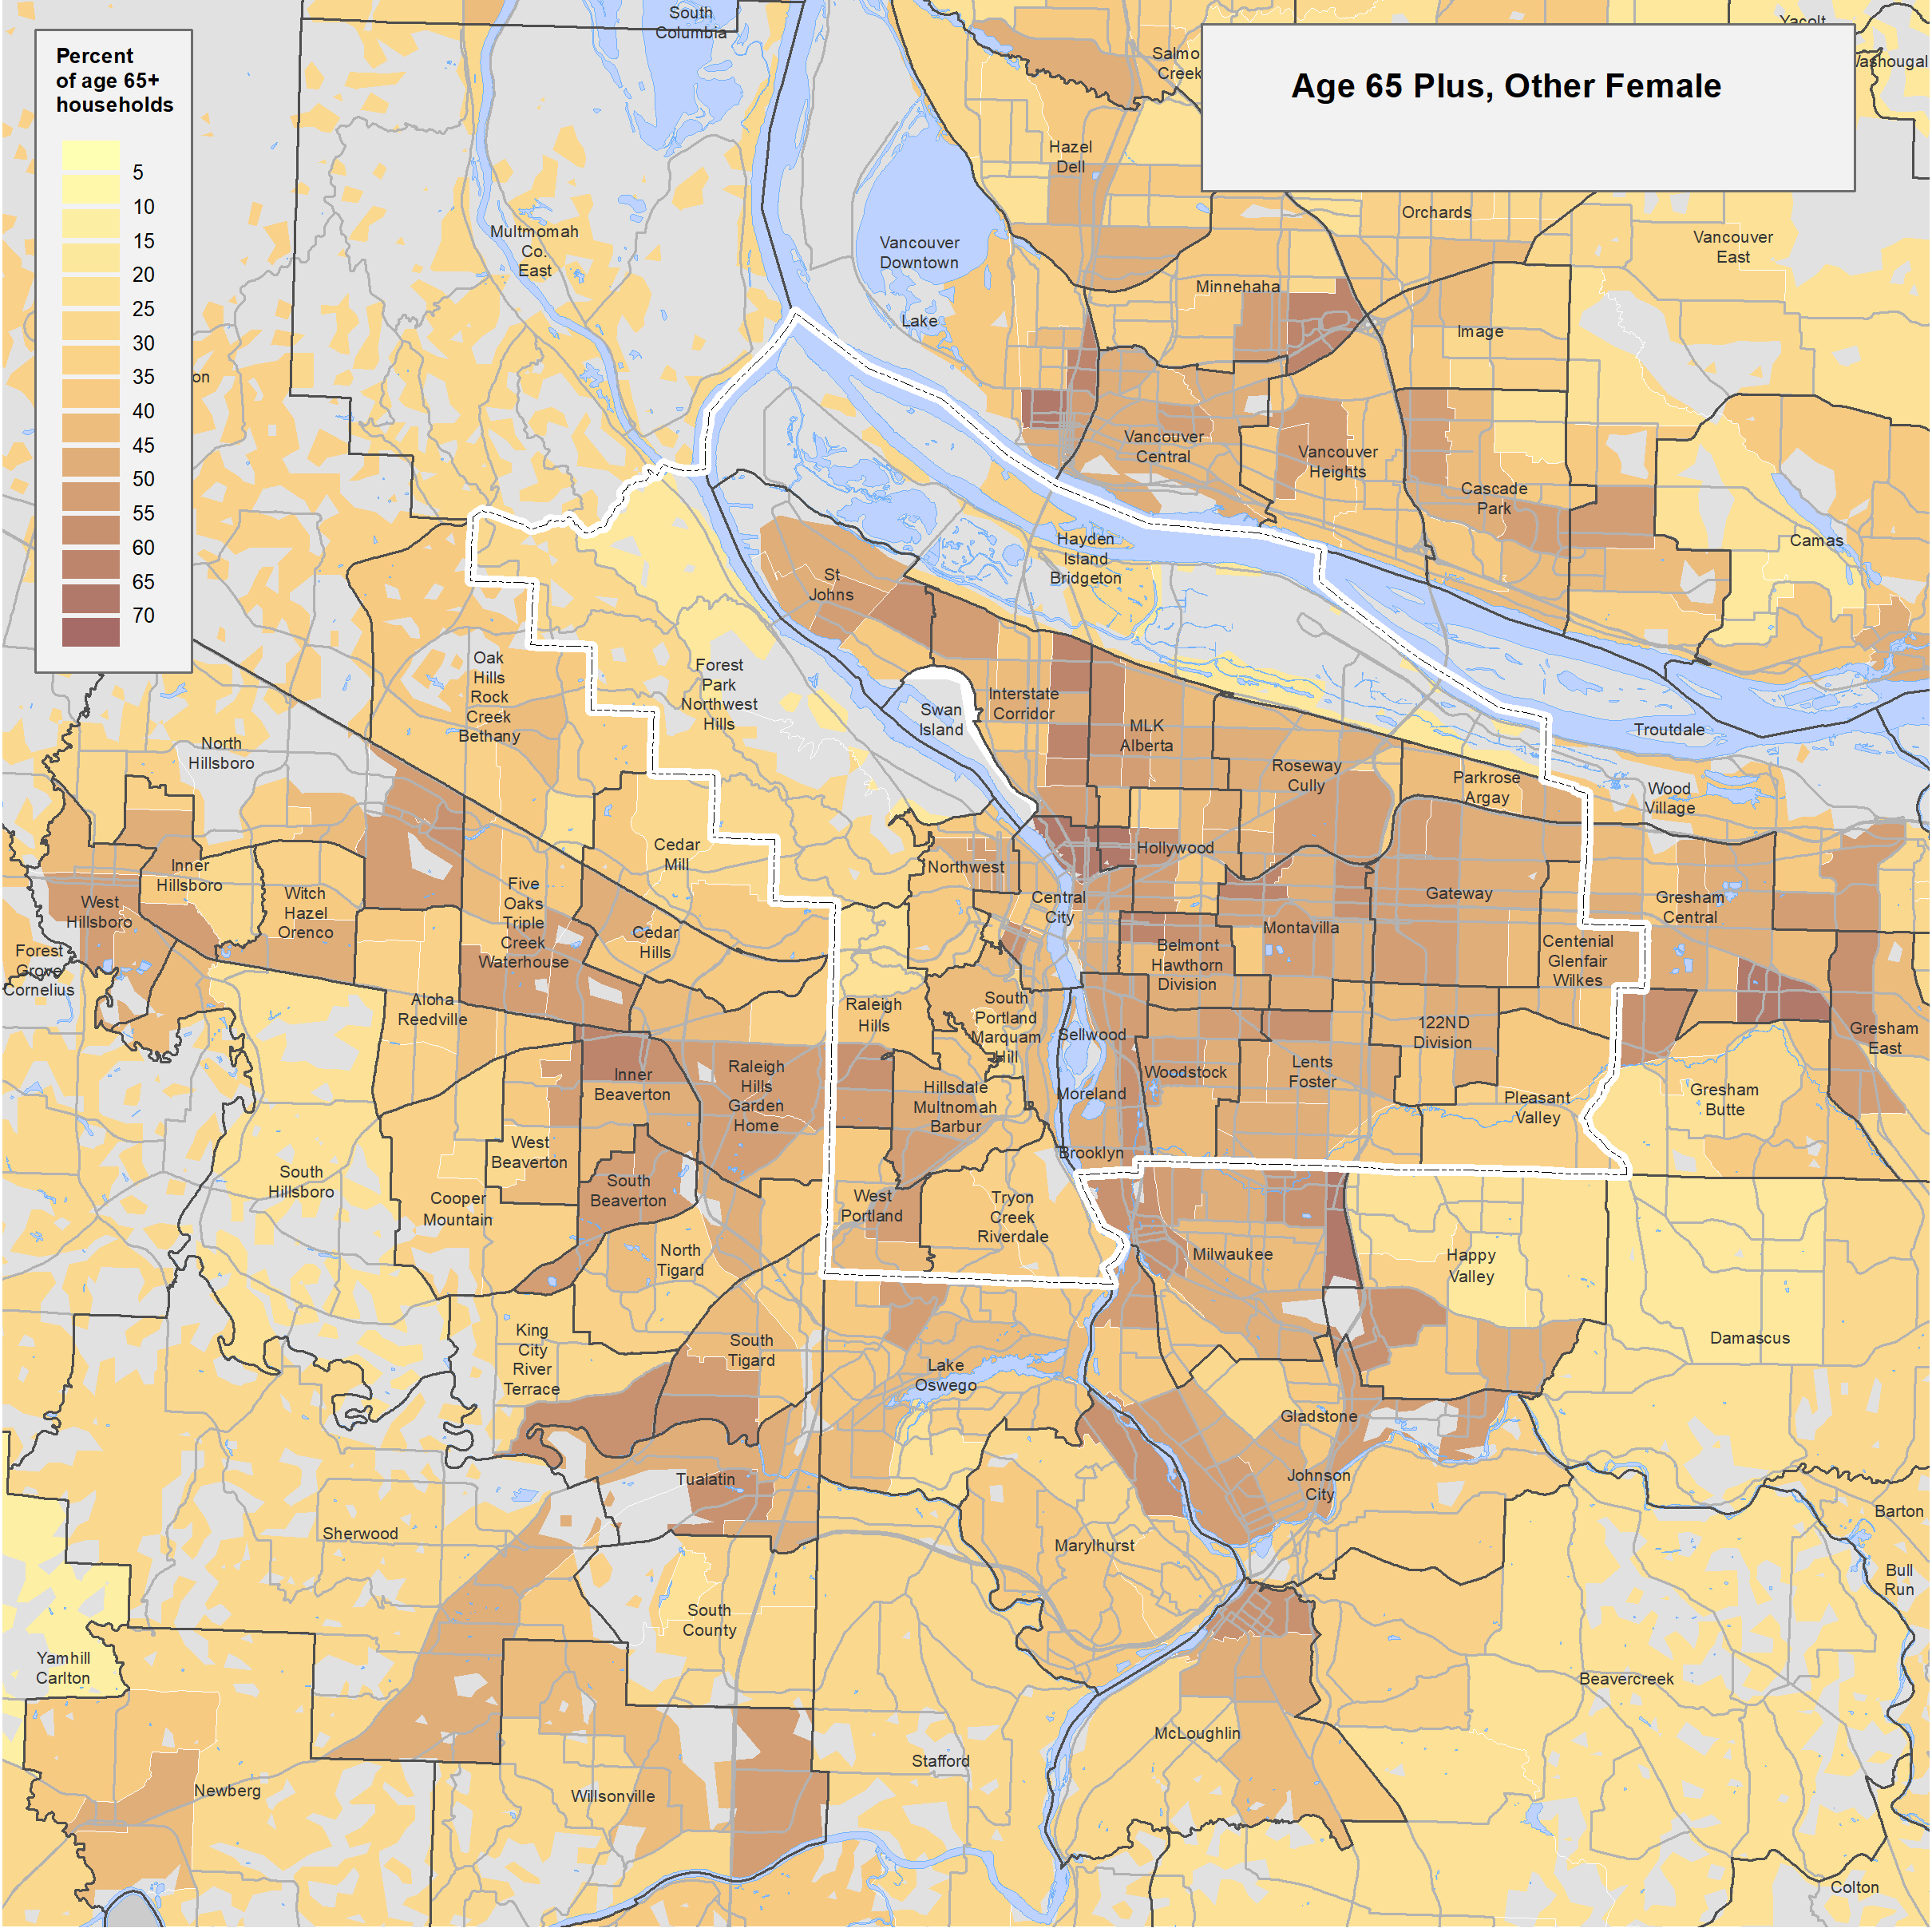 South
Columbia
Yacolt
Percent
of age 65+
households
5
10
15
20
25
30
35
40
45
50
55
60
65
70
Age 65 Plus, Other Female
Hazel
Dell
Multmomah
Co.
East
Vancouver
Downtown
Lake
Orchards
Vancouver
East
Minnehaha
Image
on
Vancouver
Central
Vancouver
Heights
Cascade
Park
Camas
Hayden
Island
Bridgeton
St
Johns
Oak
Hills
Rock
Creek
Bethany
Forest
Park
Northwest
Hills
Swan
Island
Interstate
Corridor
MLK
Alberta
Troutdale
North
Hillsboro
Roseway
Cully
Parkrose
Argay
Wood
Village
Cedar
Mill
Northwest
Hollywood
Inner
Hillsboro
West
Hillsboro
Witch
Hazel
Orenco
Five
Oaks
Triple
Creek
Waterhouse
Cedar
Hills
Central
City
Gateway
Gresham
Central
Montavilla
Belmont
Hawthorn
Division
Centenial
Glenfair
Wilkes
Forest
Grove
Cornelius
Aloha
Reedville
Raleigh
Hills
South
Portland
Marquam
Hill
Sellwood
Moreland
Brooklyn
122ND
Division
Gresham
East
Inner
Beaverton
Raleigh
Hills
Garden
Home
Hillsdale
Multnomah
Barbur
Woodstock
Lents
Foster
Pleasant
Valley
Gresham
Butte
West
Beaverton
South
Hillsboro
South
Beaverton
Cooper
Mountain
West
Portland
Tryon
Creek
Riverdale
North
Tigard
Milwaukee
Happy
Valley
Damascus
King
City
River
Terrace
South
Tigard
Lake
Oswego
Gladstone
Tualatin
Johnson
City
Barton
Sherwood
Marylhurst
Bull
Run
South
County
Yamhill
Carlton
Beavercreek
McLoughlin
Stafford
Newberg
Willsonville
Colton